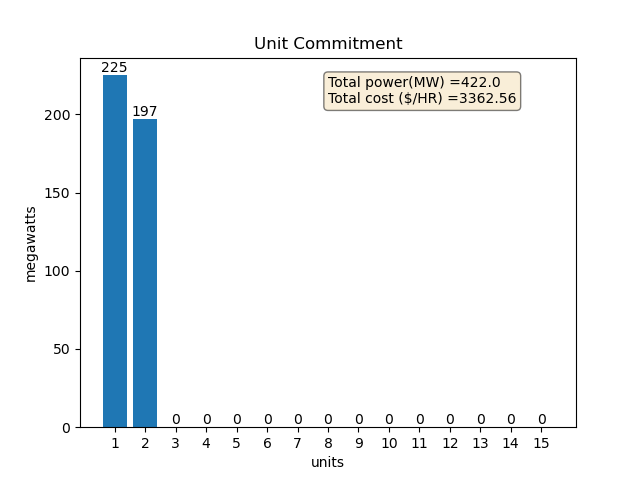 Unit Commitment
Total power(MW) =422.0
Total cost ($/HR) =3362.56
225
197
0 0 0 0 0 0 0 0 0 0 0 0 0
200
150
100
50
0
megawatts
1 2 3 4 5 6 7 8 9 10 11 12 13 14 15
units